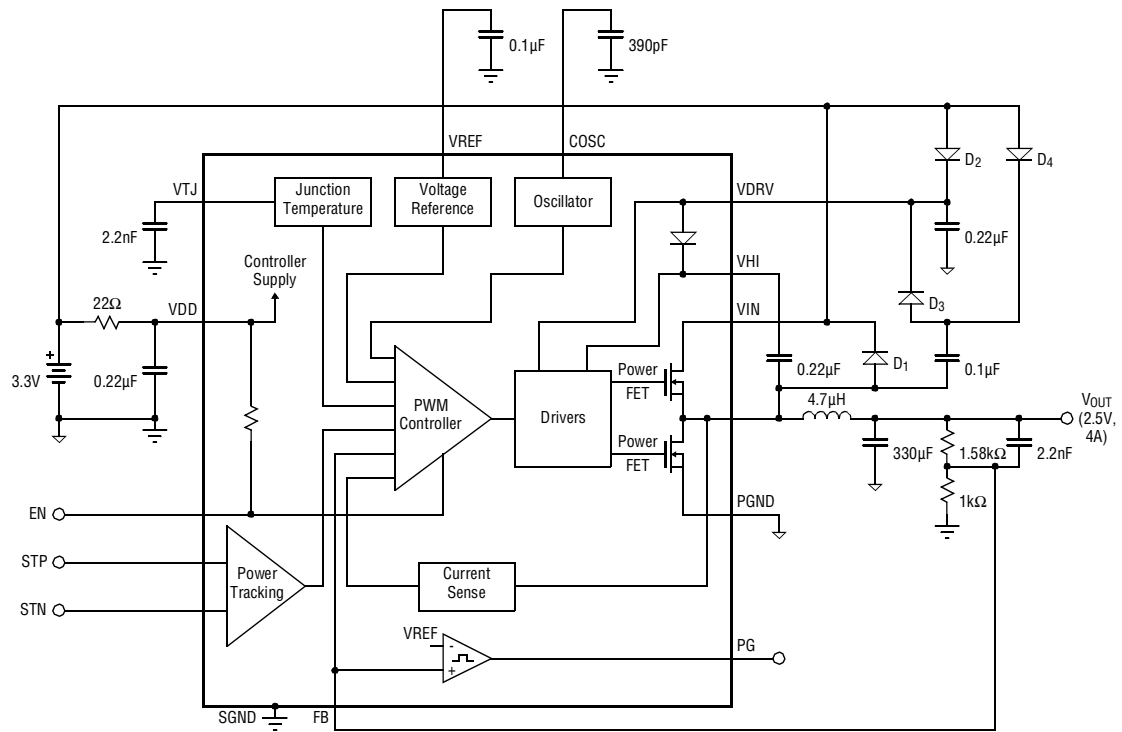 0.1µF
390pF
VREF
COSC
D2
D4
VTJ
Junction
Temperature
Voltage
Reference
Oscillator
VDRV
2.2nF
0.22µF
Controller
Supply
VHI
22Ω
VDD
VIN
D3
+
3.3V
0.22µF
Power
FET
0.22µF
D1
0.1µF
PWM
Controller
Drivers
4.7µH
VOUT
(2.5V,
4A)
Power
FET
330µF
1.58kΩ
2.2nF
1kΩ
PGND
EN
STP
Power
Tracking
STN
Current
Sense
VREF
-
+
PG
SGND
FB